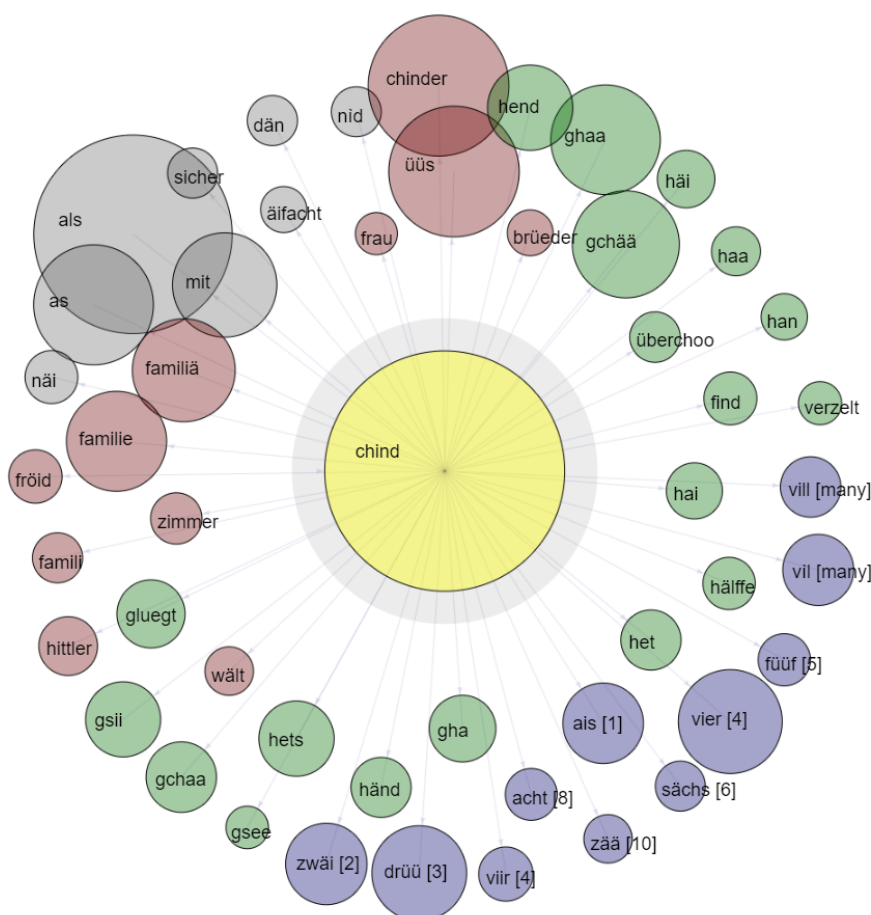 chinder
hend
nid
dän
ghaa
üüs
sicher
häi
äifacht
als
frau
brüeder
gchää
haa
mit
as
han
überchoo
familiä
näi
find
verzelt
familie
chind
fröid
hai
vill [many]
zimmer
famili
vil [many]
hälffe
gluegt
hittler
het
füüf [5]
wält
gsii
ais [1]
vier [4]
hets
gha
gchaa
händ
acht [8]
sächs [6]
gsee
zwäi [2]
drüü [3]
viir [4]
zää [10]